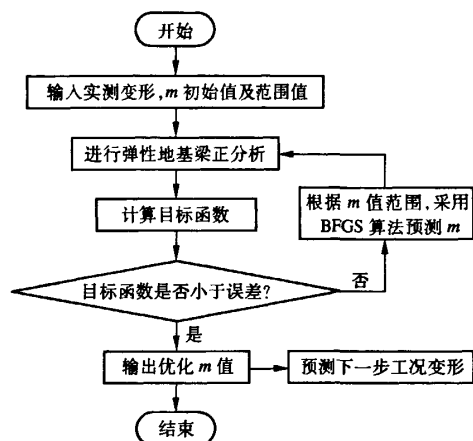 开始
输入实测变形,m 初始值及范围值
进行弹性地基梁正分析
计算目标函数
根据 m 值范围,采用
BFGS 算法预测 m
目标函数是否小于误差?
否
是
输出优化 m 值
预测下一步工况变形
结束